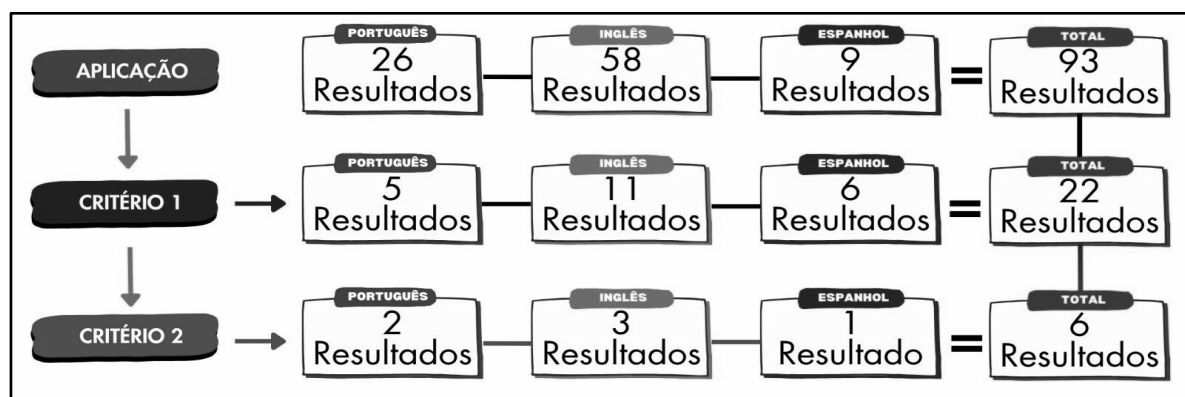 APLICAÇÃO
PORTUGUÊS
26
Resultados
INGLÊS
58
Resultados
ESPANHOL
9
Resultados
=
TOTAL
93
Resultados
CRITÉRIO 1
PORTUGUÊS
5
Resultados
INGLÊS
11
Resultados
ESPANHOL
6
Resultados
=
TOTAL
22
Resultados
CRITÉRIO 2
PORTUGUÊS
2
Resultados
INGLÊS
3
Resultados
ESPANHOL
1
Resultado
=
TOTAL
6
Resultados